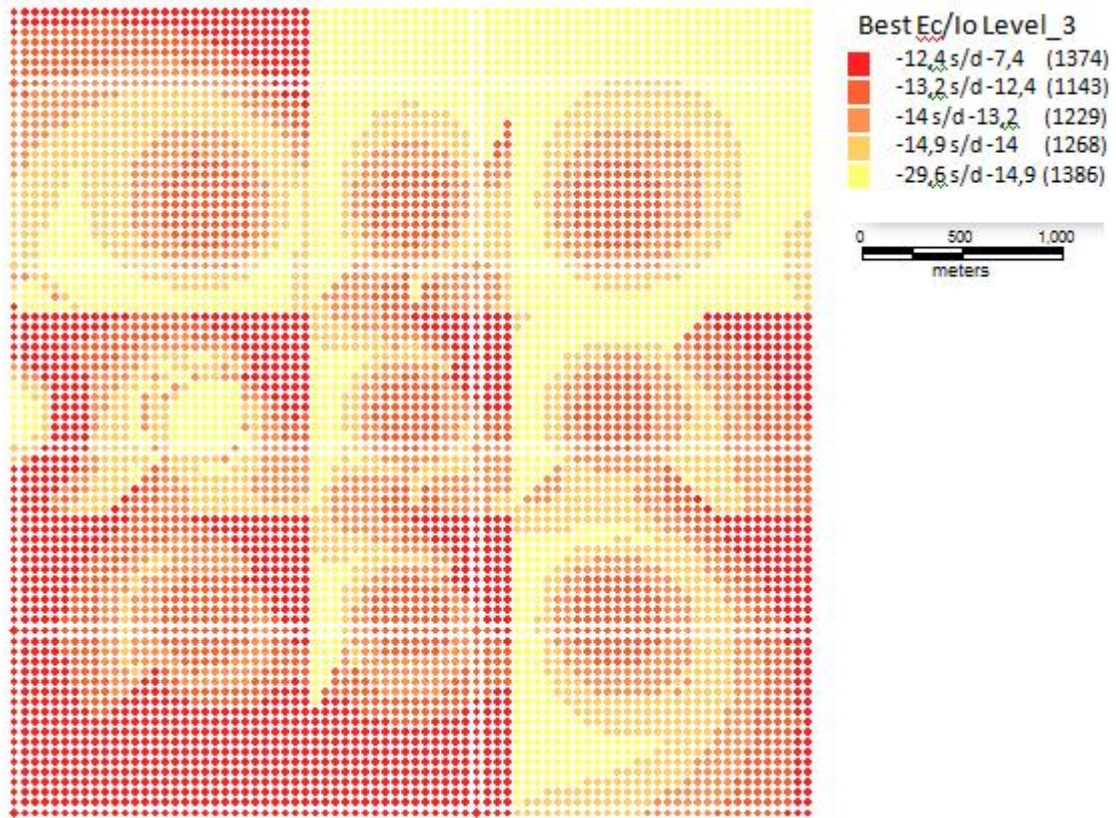 Best Ec/Io Level_3
-12,4 s/d -7,4 (1374)
-13,2 s/d -12,4 (1143)
-14 s/d -13,2 (1229)
-14,9 s/d -14 (1268)
-29,6 s/d -14,9 (1386)
0 500 1,000
meters